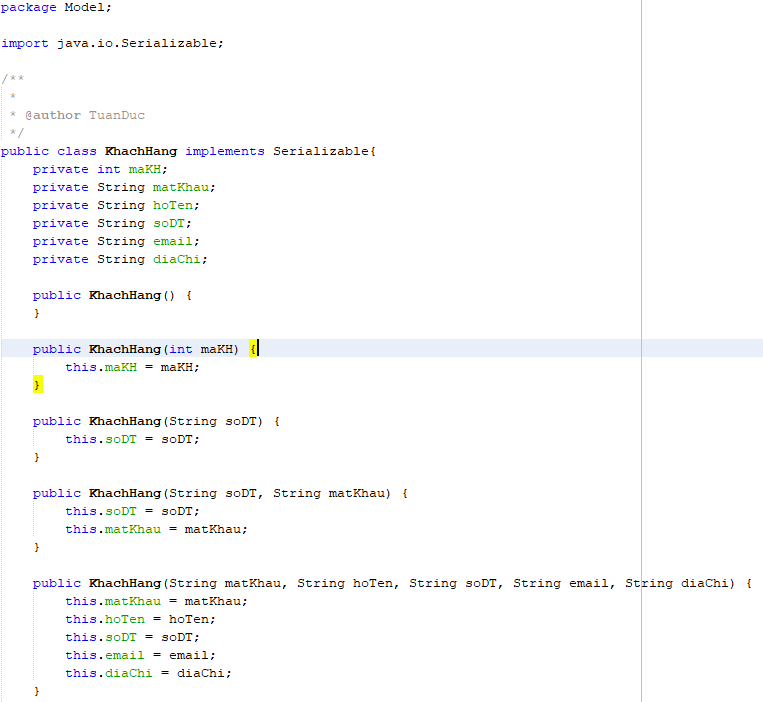 package Model;
import java.io.Serializable;
/**
 *
 * @author TuanDuc
 */
public class KhachHang implements Serializable{
    private int maKH;
    private String matKhau;
    private String hoTen;
    private String soDT;
    private String email;
    private String diaChi;
    public KhachHang() {
    }
    public KhachHang(int maKH) {
        this.maKH = maKH;
    }
    public KhachHang(String soDT) {
        this.soDT = soDT;
    }
    public KhachHang(String soDT, String matKhau) {
        this.soDT = soDT;
        this.matKhau = matKhau;
    }
    public KhachHang(String matKhau, String hoTen, String soDT, String email, String diaChi) {
        this.matKhau = matKhau;
        this.hoTen = hoTen;
        this.soDT = soDT;
        this.email = email;
        this.diaChi = diaChi;
    }